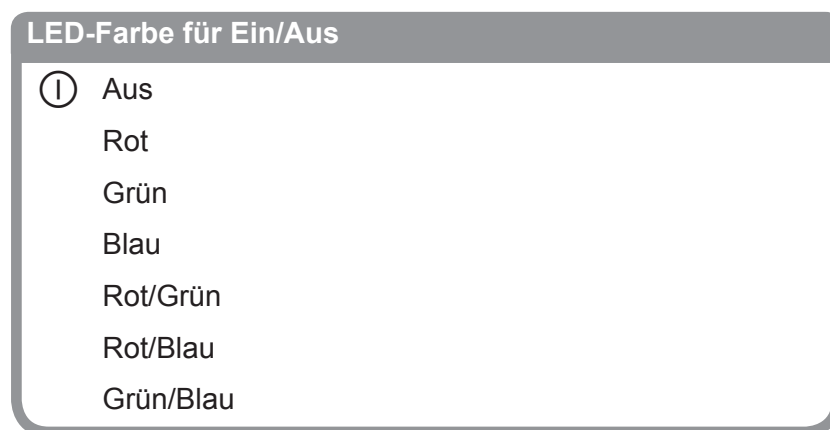 LED-Farbe für Ein/Aus
Aus
Rot
Grün
Blau
Rot/Grün
Rot/Blau
Grün/Blau